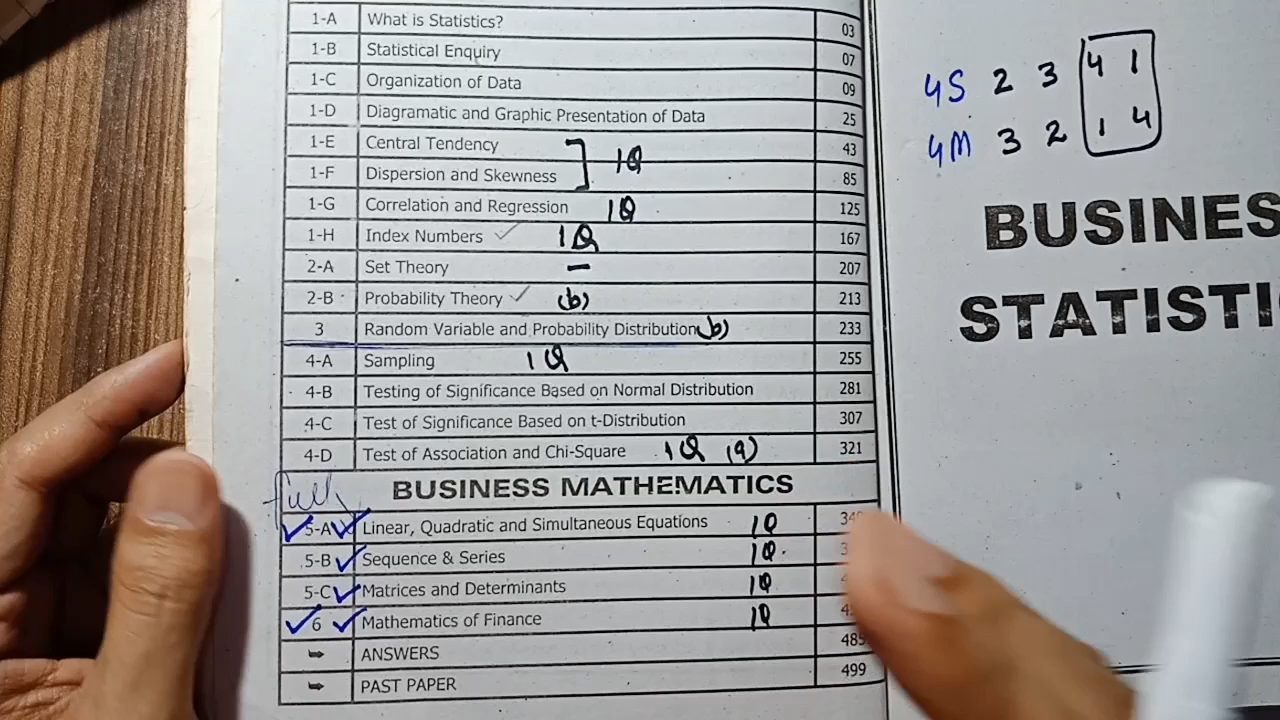 1-A What is Statistics? 03
1-B Statistical Enquiry 07
1-C Organization of Data 09
1-D Diagramatic and Graphic Presentation of Data 25
1-E Central Tendency 43
1Q
1-F Dispersion and Skewness 85
1-G Correlation and Regression 1Q 125
1-H Index Numbers 1Q 167
2-A Set Theory – 207
2-B Probability Theory (b) 213
3 Random Variable and Probability Distribution (b) 233
4-A Sampling 1Q 255
4-B Testing of Significance Based on Normal Distribution 281
4-C Test of Significance Based on t-Distribution 307
4-D Test of Association and Chi-Square 1Q (a) 321
full BUSINESS MATHEMATICS
5-A Linear, Quadratic and Simultaneous Equations 1Q
5-B Sequence & Series 1Q
5-C Matrices and Determinants 1Q
6 Mathematics of Finance 1Q
ANSWERS 485
PAST PAPER 499
4S 2 3 4 1
4M 3 2 1 4
BUSINES
STATISTI